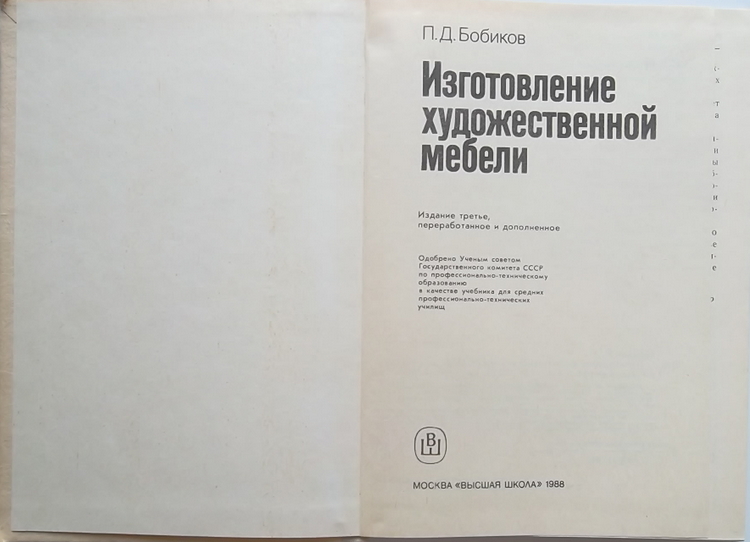 П.Д.Бобиков
Изготовление
художественной
мебели
Издание третье,
переработанное и дополненное
Одобрено Ученым советом
Государственного комитета СССР
по профессионально-техническому
образованию
в качестве учебника для средних
профессионально-технических
училищ
ВШ
МОСКВА «ВЫСШАЯ ШКОЛА» 1988